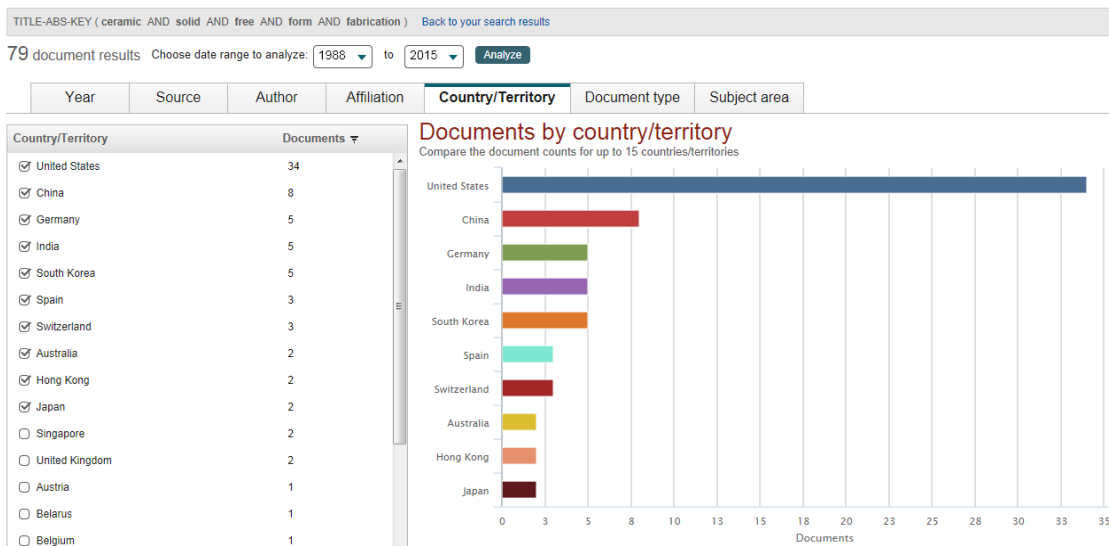 TITLE-ABS-KEY ( ceramic AND solid AND free AND form AND fabrication ) Back to your search results
79 document results Choose date range to analyze: 1988 to 2015 Analyze
Year Source Author Affiliation Country/Territory Document type Subject area
Country/Territory Documents
United States 34
China 8
Germany 5
India 5
South Korea 5
Spain 3
Switzerland 3
Australia 2
Hong Kong 2
Japan 2
Singapore 2
United Kingdom 2
Austria 1
Belarus 1
Belgium 1
Documents by country/territory
Compare the document counts for up to 15 countries/territories
United States
China
Germany
India
South Korea
Spain
Switzerland
Australia
Hong Kong
Japan
0 3 5 8 10 13 15 18 20 23 25 28 30 33 35
Documents